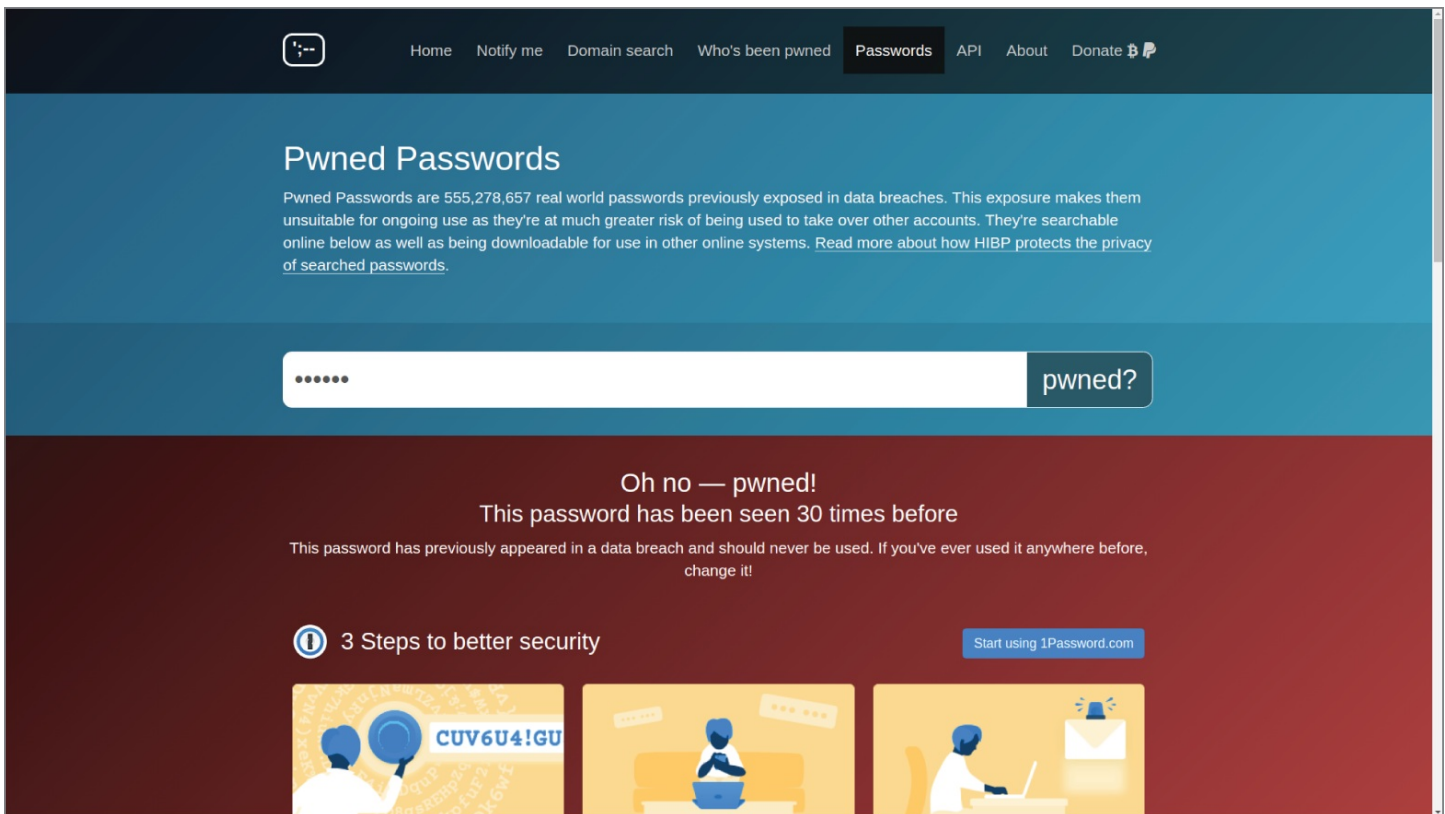 ';--
Home Notify me Domain search Who's been pwned Passwords API About Donate
Pwned Passwords
Pwned Passwords are 555,278,657 real world passwords previously exposed in data breaches. This exposure makes them
unsuitable for ongoing use as they're at much greater risk of being used to take over other accounts. They're searchable
online below as well as being downloadable for use in other online systems. Read more about how HIBP protects the privacy
of searched passwords.
•••••• pwned?
Oh no — pwned!
This password has been seen 30 times before
This password has previously appeared in a data breach and should never be used. If you've ever used it anywhere before,
change it!
3 Steps to better security Start using 1Password.com
CUV6U4!GU